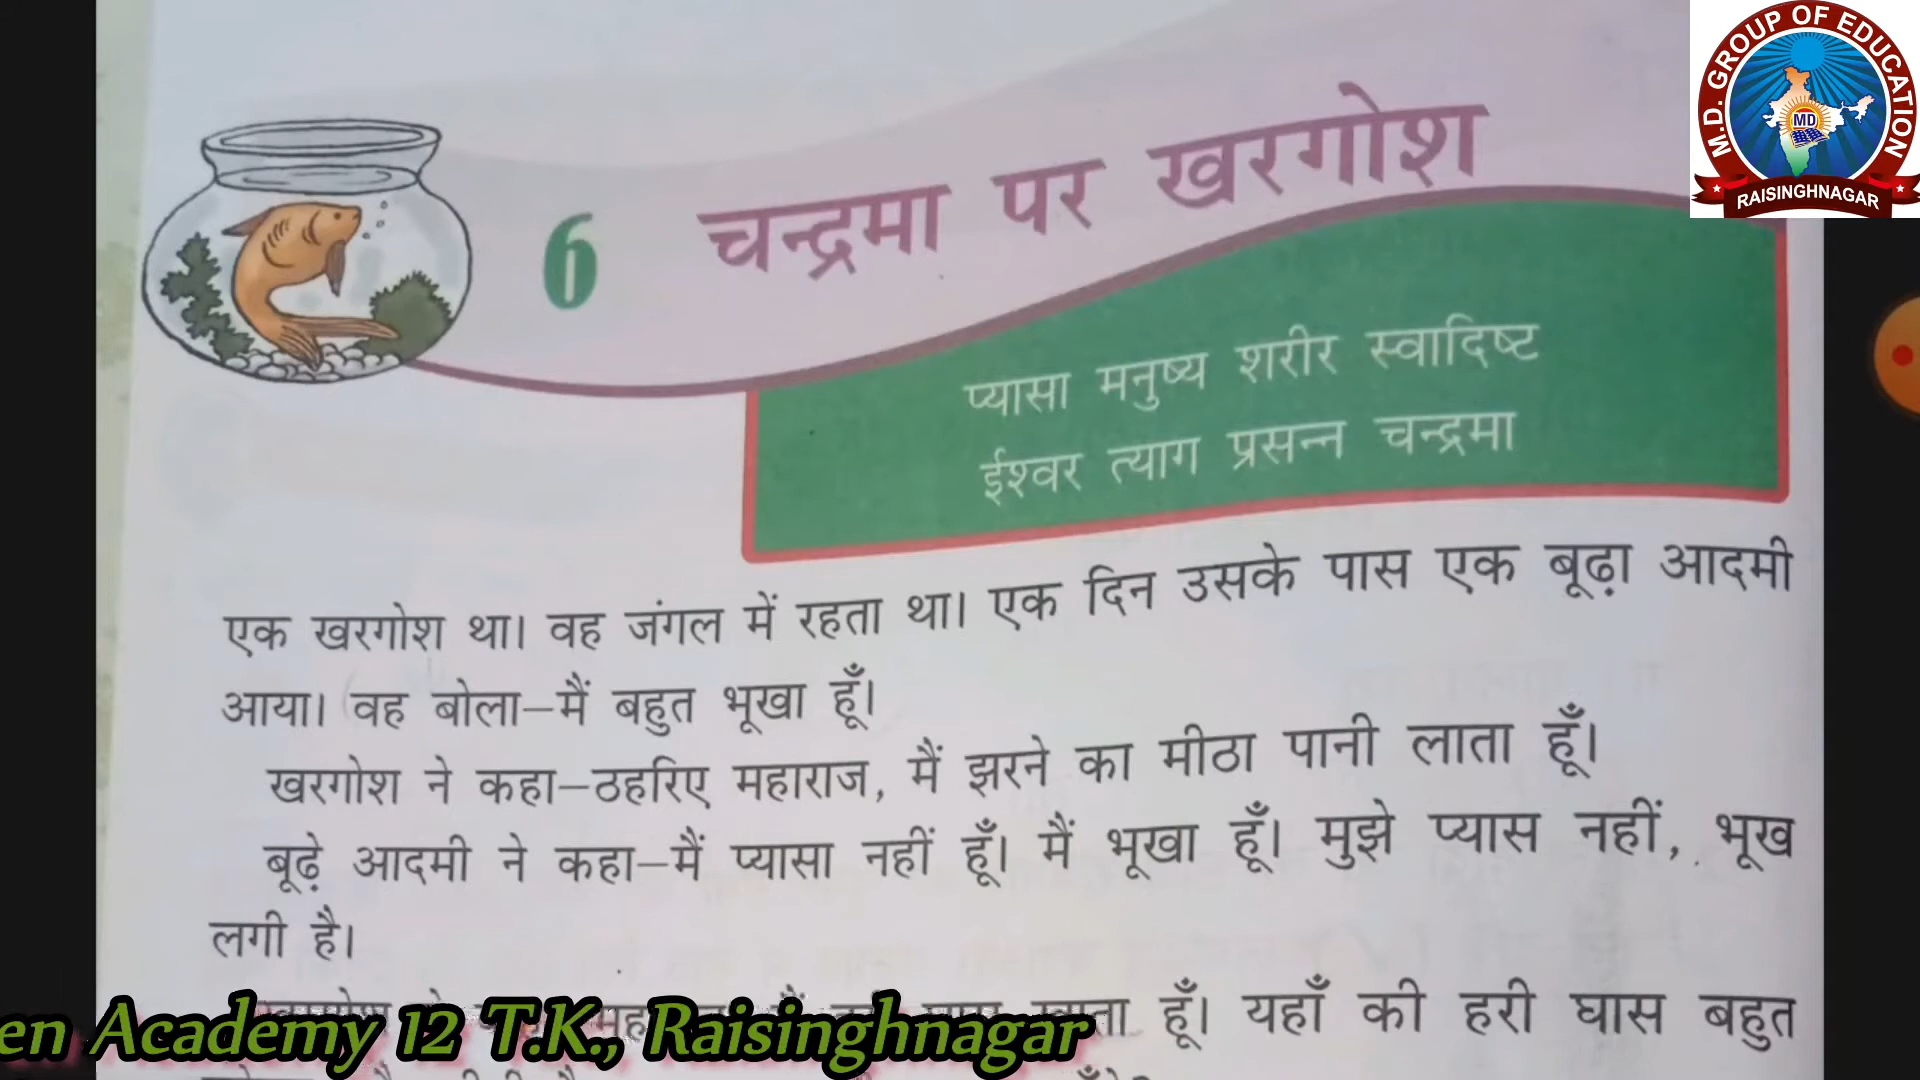 M.D. GROUP OF EDUCATION
MD
RAISINGHNAGAR
6 चन्द्रमा पर खरगोश
प्यासा मनुष्य शरीर स्वादिष्ट
ईश्वर त्याग प्रसन्न चन्द्रमा
एक खरगोश था। वह जंगल में रहता था। एक दिन उसके पास एक बूढ़ा आदमी
आया। वह बोला–मैं बहुत भूखा हूँ।
खरगोश ने कहा–ठहरिए महाराज, मैं झरने का मीठा पानी लाता हूँ।
बूढ़े आदमी ने कहा–मैं प्यासा नहीं हूँ। मैं भूखा हूँ। मुझे प्यास नहीं, भूख
लगी है।
हूँ। यहाँ की हरी घास बहुत
en Academy 12 T.K., Raisinghnagar